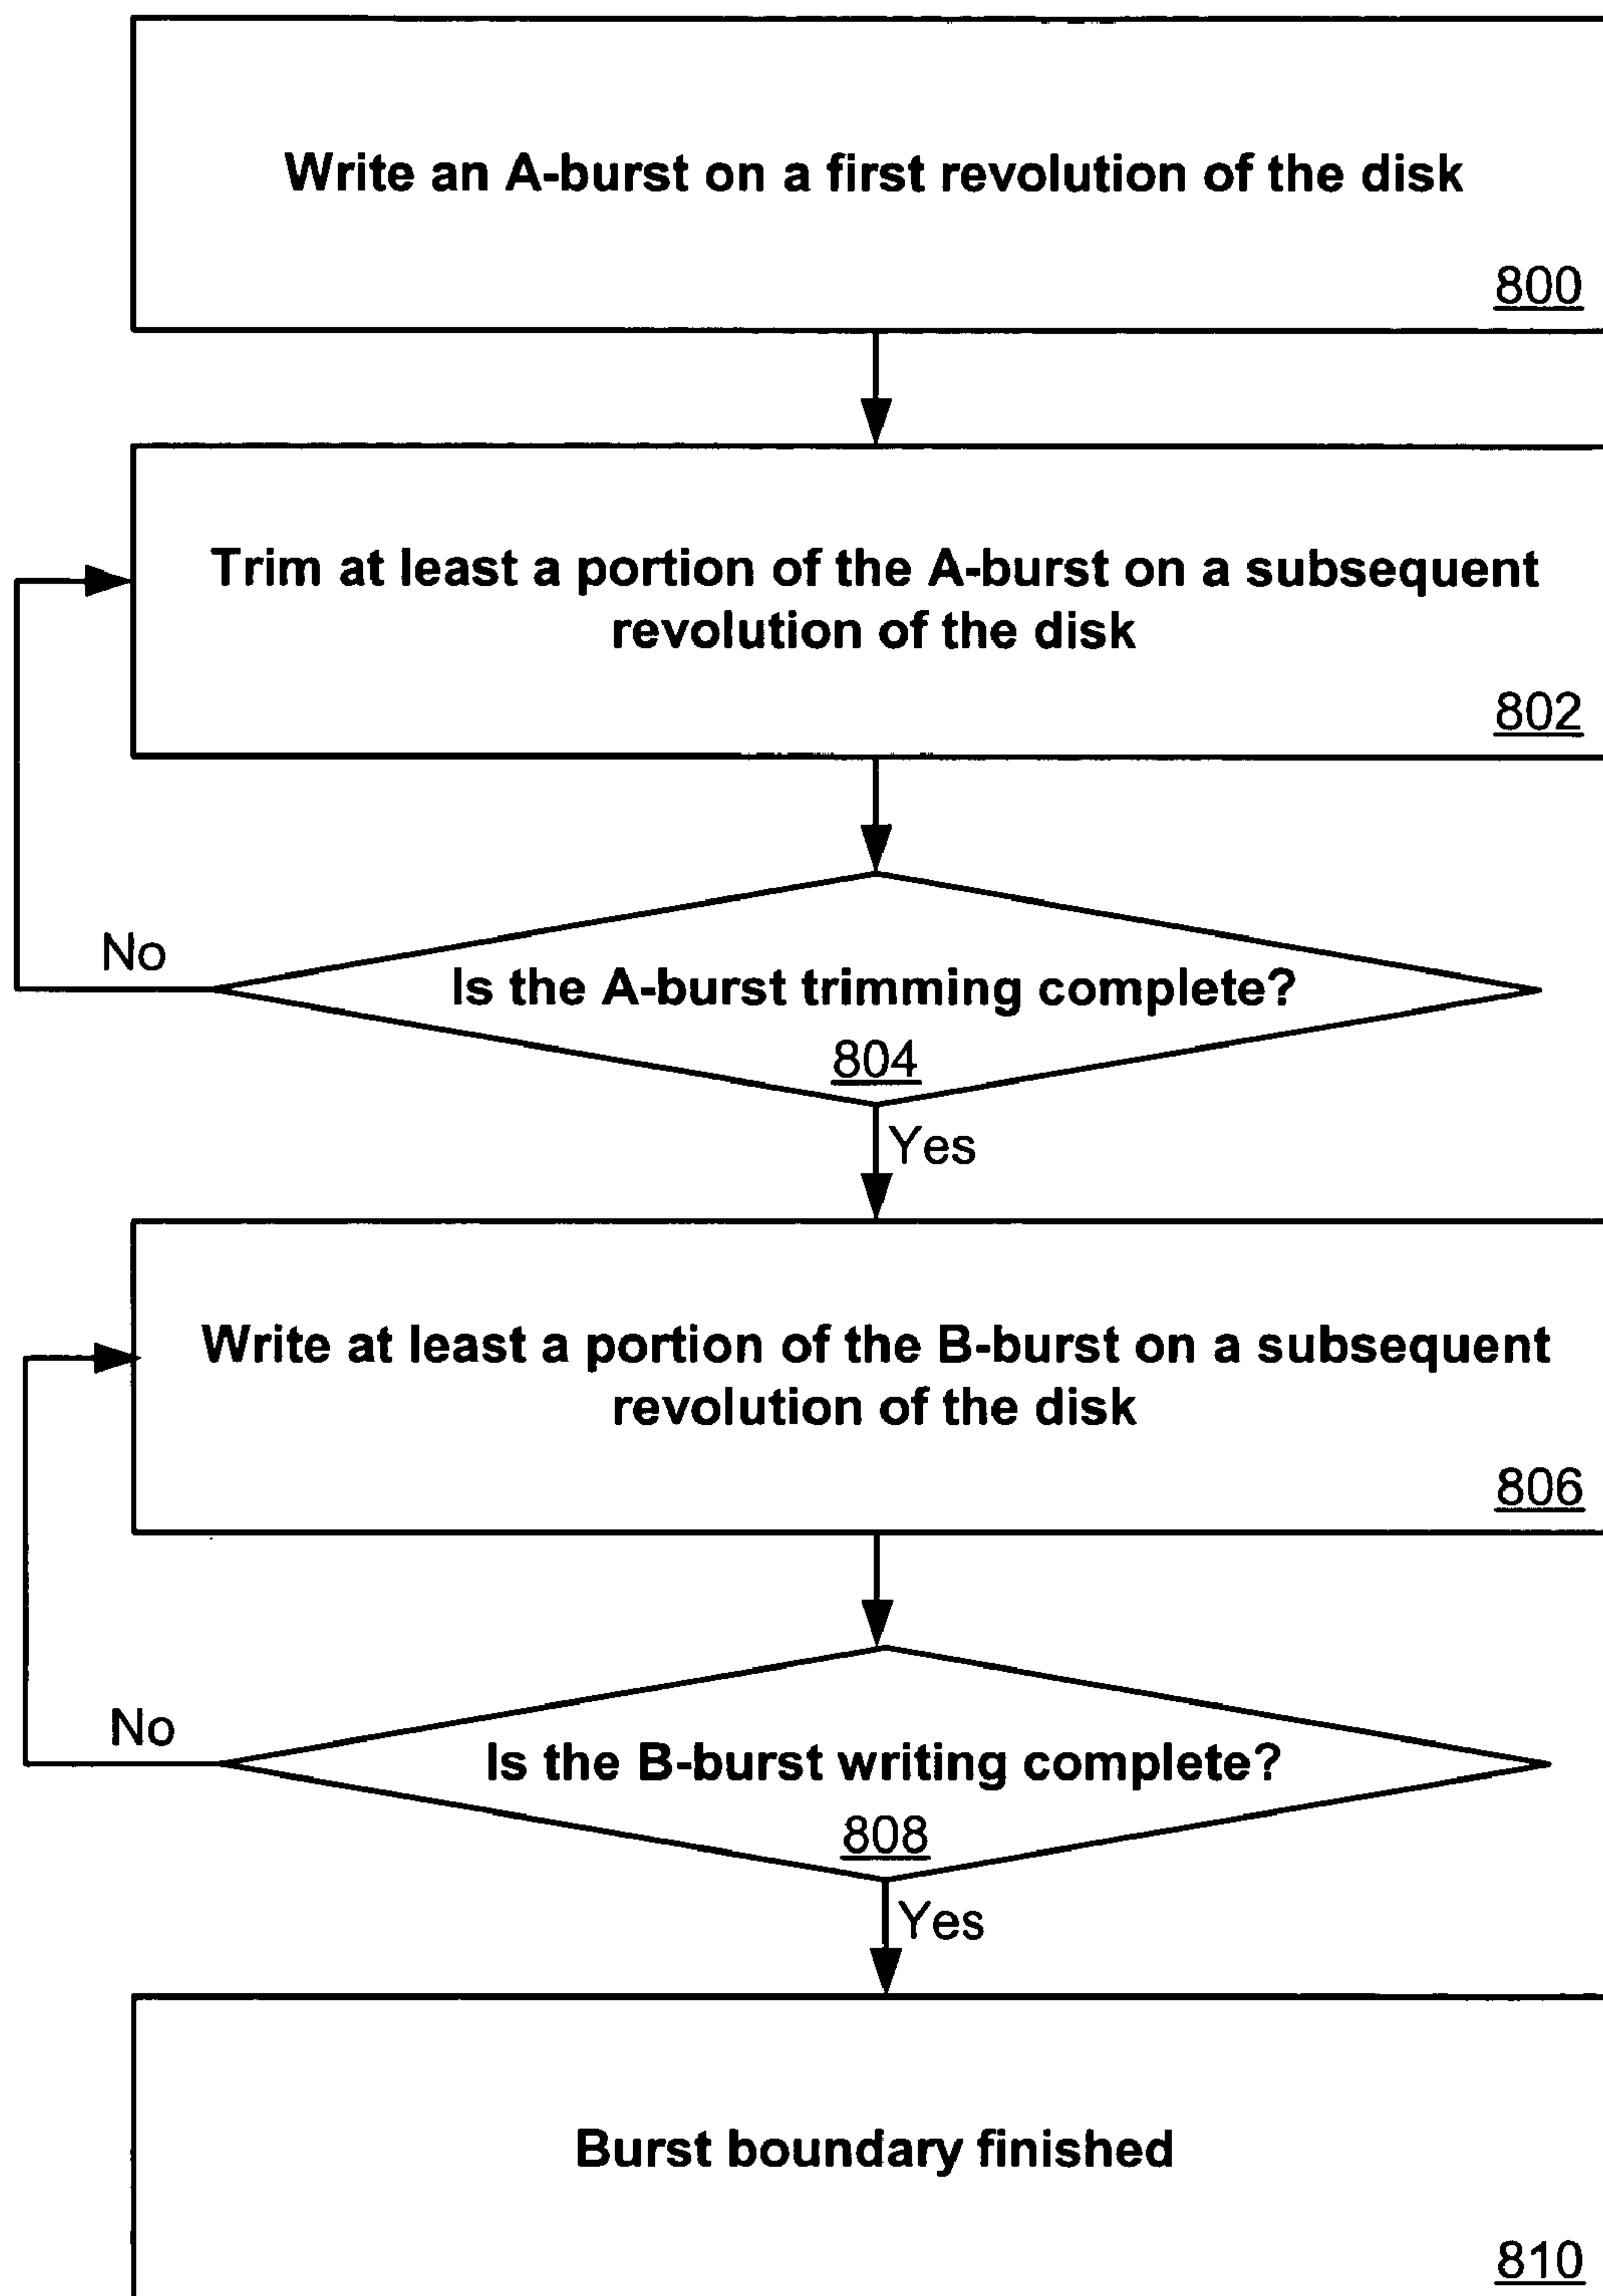 Write an A-burst on a first revolution of the disk
800
Trim at least a portion of the A-burst on a subsequent
revolution of the disk
802
No
Is the A-burst trimming complete?
804
Yes
Write at least a portion of the B-burst on a subsequent
revolution of the disk
806
No
Is the B-burst writing complete?
808
Yes
Burst boundary finished
810